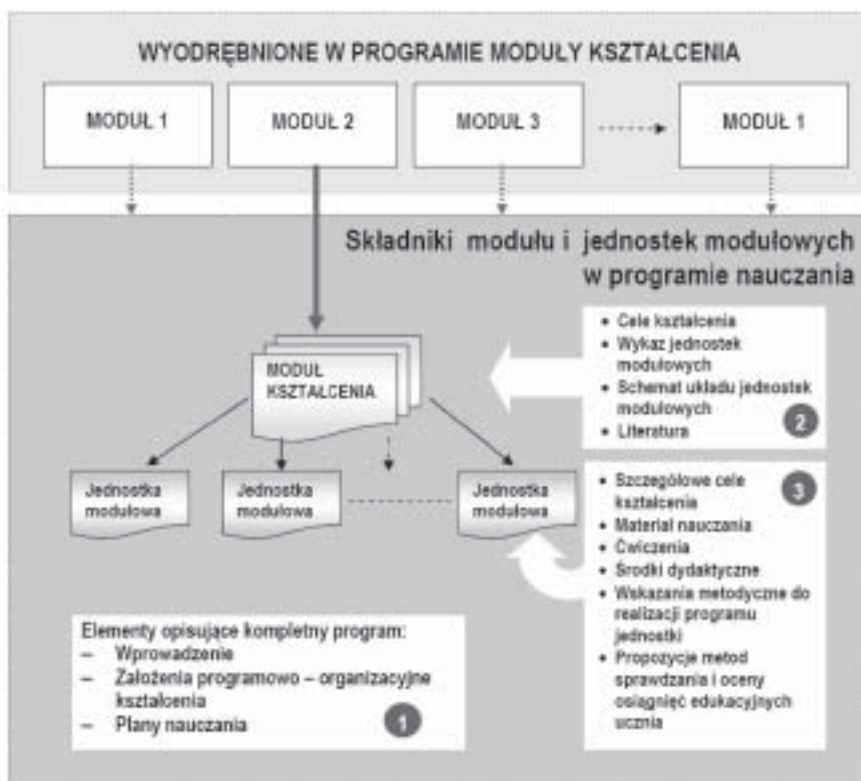 WYODRĘBNIONE W PROGRAMIE MODUŁY KSZTAŁCENIA
MODUŁ 1
MODUŁ 2
MODUŁ 3
MODUŁ 1
Składniki modułu i jednostek modułowych
w programie nauczania
• Cele kształcenia
• Wykaz jednostek
modułowych
• Schemat układu jednostek
modułowych
• Literatura
2
MODUŁ
KSZTAŁCENIA
Jednostka
modułowa
Jednostka
modułowa
Jednostka
modułowa
• Szczegółowe cele
kształcenia
3
• Materiał nauczania
• Ćwiczenia
• Środki dydaktyczne
• Wskazania metodyczne do
realizacji programu
jednostki
• Propozycje metod
sprawdzania i oceny
osiągnięć edukacyjnych
ucznia
Elementy opisujące kompletny program:
– Wprowadzenie
– Założenia programowo – organizacyjne
kształcenia
– Plany nauczania
1